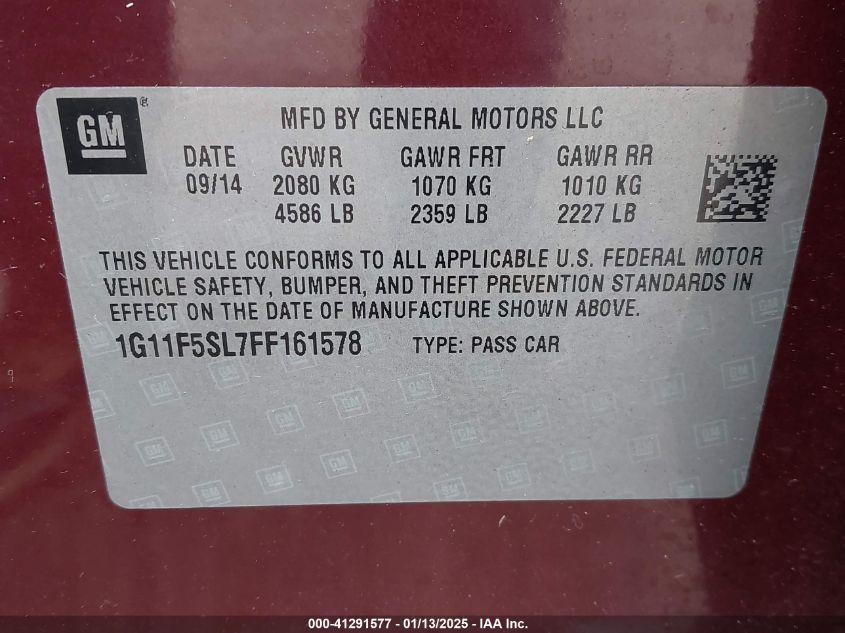 GM
MFD BY GENERAL MOTORS LLC
DATE GVWR GAWR FRT GAWR RR
09/14 2080 KG 1070 KG 1010 KG
4586 LB 2359 LB 2227 LB
THIS VEHICLE CONFORMS TO ALL APPLICABLE U.S. FEDERAL MOTOR
VEHICLE SAFETY, BUMPER, AND THEFT PREVENTION STANDARDS IN
EFFECT ON THE DATE OF MANUFACTURE SHOWN ABOVE.
1G11F5SL7FF161578 TYPE: PASS CAR
000-41291577 - 01/13/2025 - IAA Inc.